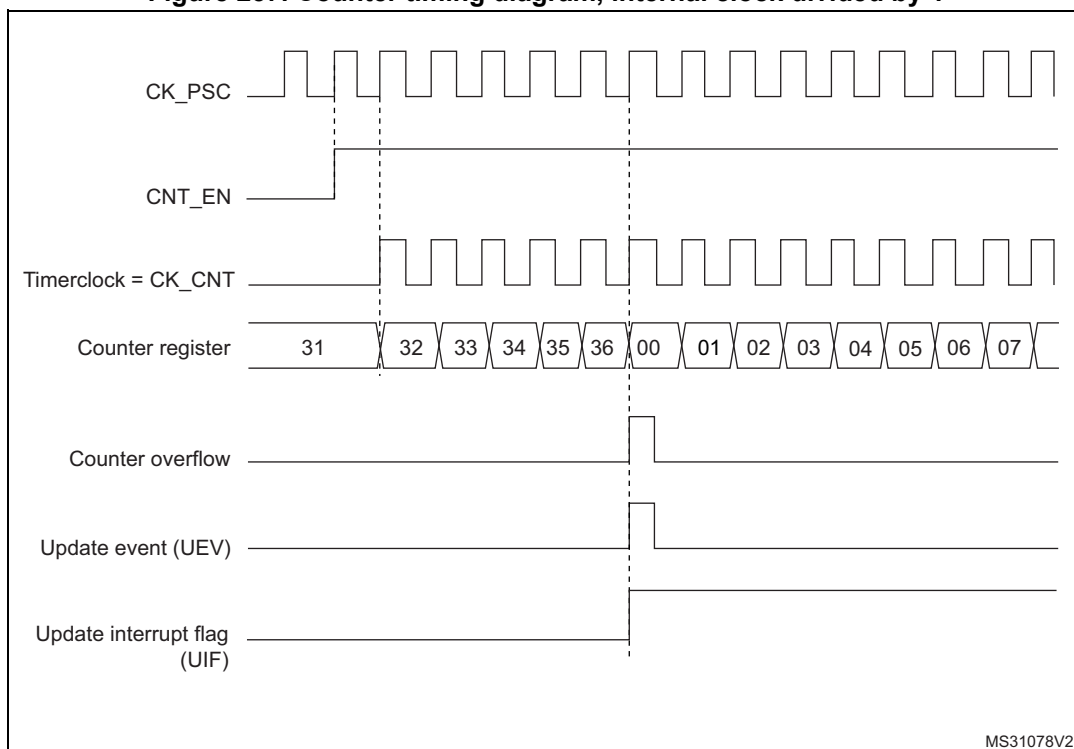 Figure Counter timing diagram, internal clock divided by
CK_PSC
CNT_EN
Timerclock = CK_CNT
Counter register 31 32 33 34 35 36 00 01 02 03 04 05 06 07
Counter overflow
Update event (UEV)
Update interrupt flag
(UIF)
MS31078V2